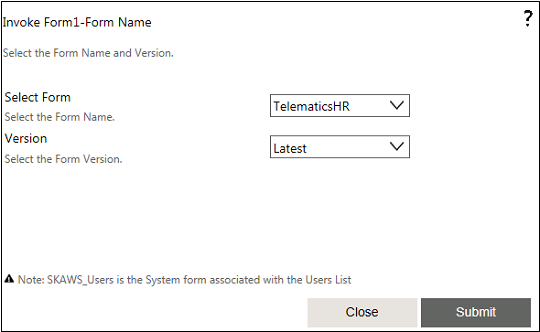 Invoke Form1-Form Name
?
Select the Form Name and Version.
Select Form
TelematicsHR
Select the Form Name.
Version
Latest
Select the Form Version.
Note: SKAWS_Users is the System form associated with the Users List
Close
Submit